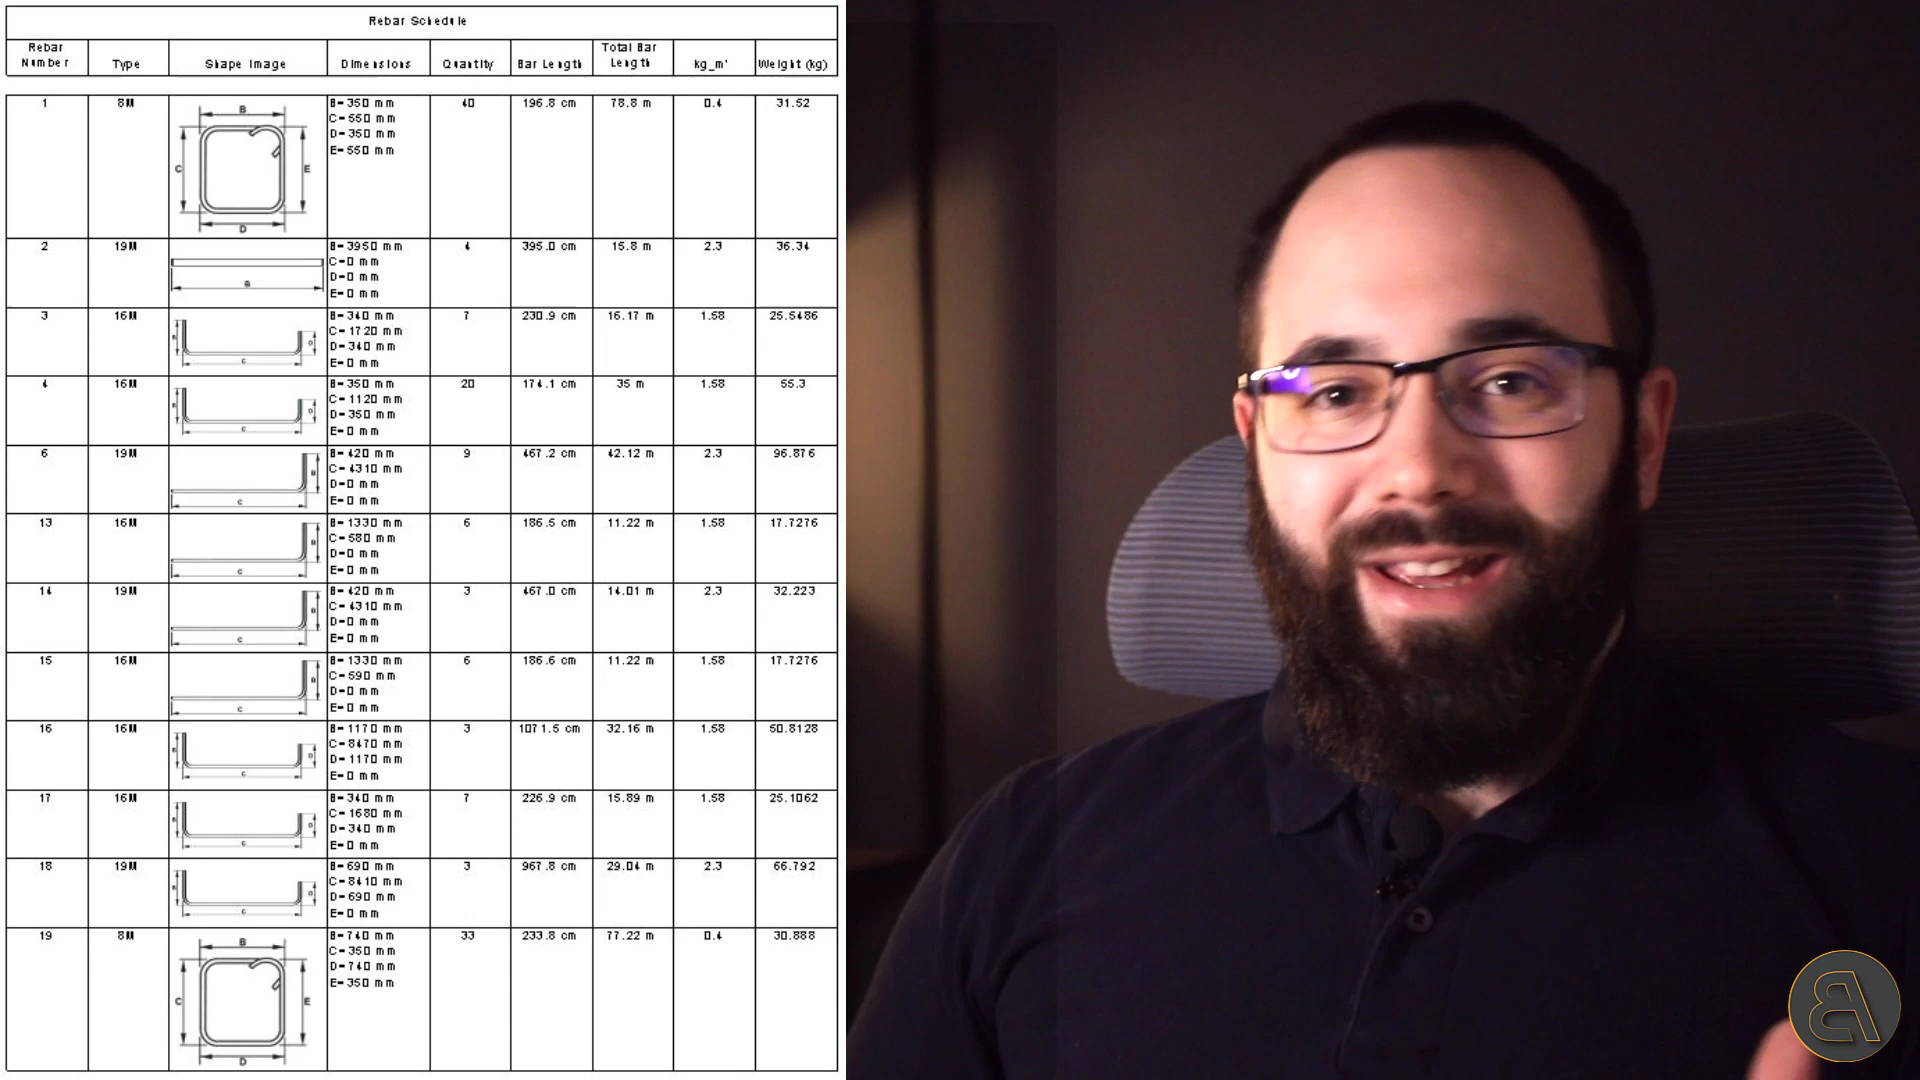 Rebar Schedule
Rebar Number Type Shape Image Dimensions Quantity Bar Length Total Bar Length kg_m' Weight (kg)
1 8M B C E D B= 350 mm 40 196.8 cm 78.8 m 0.4 31.52
C= 550 mm
D= 350 mm
E= 550 mm
2 19M B B= 3950 mm 4 395.0 cm 15.8 m 2.3 36.34
C=0 mm
D=0 mm
E= 0 mm
3 16M B D C B= 340 mm 7 230.9 cm 16.17 m 1.58 25.5486
C= 1720 mm
D= 340 mm
E= 0 mm
4 16M B D C B= 350 mm 20 174.1 cm 35 m 1.58 55.3
C= 1120 mm
D= 350 mm
E= 0 mm
6 19M B C B= 420 mm 9 467.2 cm 42.12 m 2.3 96.876
C= 4310 mm
D=0 mm
E= 0 mm
13 16M B C B= 1330 mm 6 186.5 cm 11.22 m 1.58 17.7276
C= 580 mm
D=0 mm
E= 0 mm
14 19M B C B= 420 mm 3 467.0 cm 14.01 m 2.3 32.223
C= 4310 mm
D=0 mm
E= 0 mm
15 16M B C B= 1330 mm 6 186.6 cm 11.22 m 1.58 17.7276
C= 590 mm
D=0 mm
E= 0 mm
16 16M B D C B= 1170 mm 3 1071.5 cm 32.16 m 1.58 50.8128
C= 8470 mm
D= 1170 mm
E= 0 mm
17 16M B D C B= 340 mm 7 226.9 cm 15.89 m 1.58 25.1062
C= 1680 mm
D= 340 mm
E= 0 mm
18 19M B D C B= 690 mm 3 967.8 cm 29.04 m 2.3 66.792
C= 8410 mm
D= 690 mm
E= 0 mm
19 8M B C E D B= 740 mm 33 233.8 cm 77.22 m 0.4 30.888
C= 350 mm
D= 740 mm
E= 350 mm